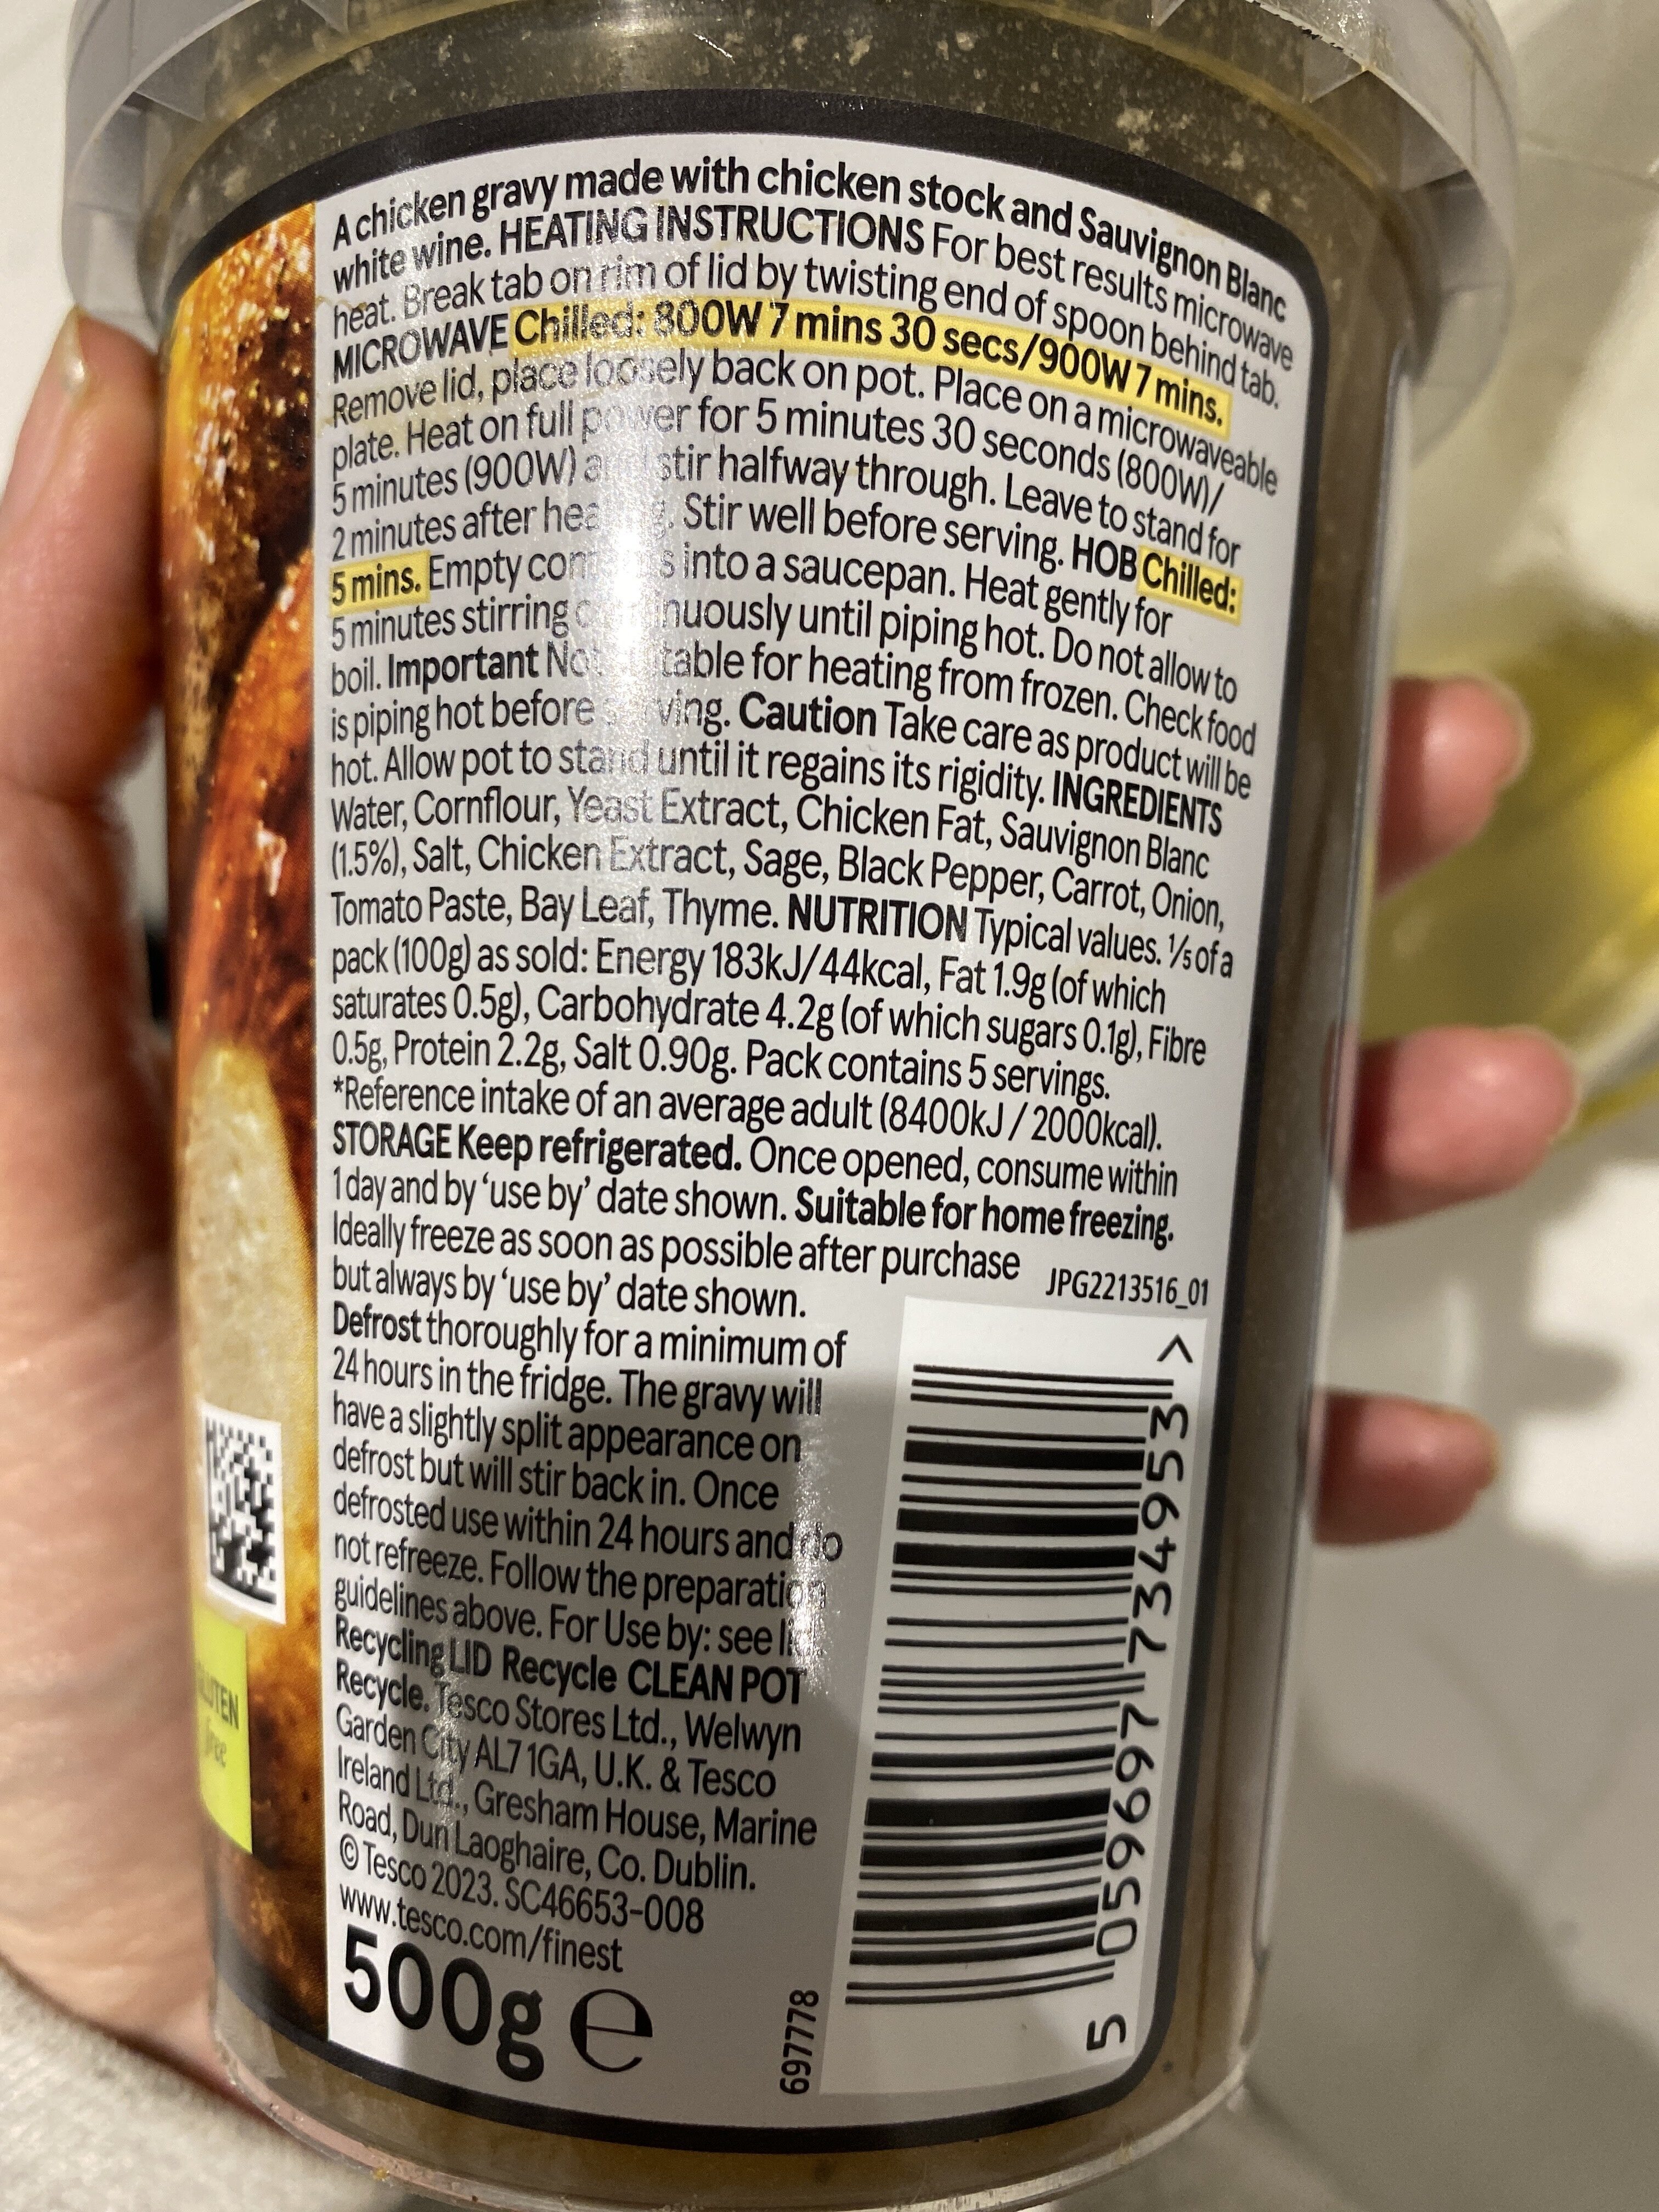 A chicken gravy made with chicken stock and Sauvignon Blanc
white wine. HEATING INSTRUCTIONS For best results microwave
heat. Break tab on rim of lid by twisting end of spoon behind tab.
MICROWAVE Chilled: 800W 7 mins 30 secs/900W 7 mins.
Remove lid, place loosely back on pot. Place on a microwaveable
plate. Heat on full power for 5 minutes 30 seconds (800W)/
5 minutes (900W) and stir halfway through. Leave to stand for
2 minutes after heating. Stir well before serving. HOB Chilled:
5 mins. Empty contents into a saucepan. Heat gently for
5 minutes stirring continuously until piping hot. Do not allow to
boil. Important Not suitable for heating from frozen. Check food
is piping hot before serving. Caution Take care as product will be
hot. Allow pot to stand until it regains its rigidity. INGREDIENTS
Water, Cornflour, Yeast Extract, Chicken Fat, Sauvignon Blanc
(1.5%), Salt, Chicken Extract, Sage, Black Pepper, Carrot, Onion,
Tomato Paste, Bay Leaf, Thyme. NUTRITION Typical values. ⅕ of a
pack (100g) as sold: Energy 183kJ/44kcal, Fat 1.9g (of which
saturates 0.5g), Carbohydrate 4.2g (of which sugars 0.1g), Fibre
0.5g, Protein 2.2g, Salt 0.90g. Pack contains 5 servings.
*Reference intake of an average adult (8400kJ / 2000kcal).
STORAGE Keep refrigerated. Once opened, consume within
1 day and by ‘use by’ date shown. Suitable for home freezing.
Ideally freeze as soon as possible after purchase
but always by ‘use by’ date shown.
JPG2213516_01
Defrost thoroughly for a minimum of
24 hours in the fridge. The gravy will
have a slightly split appearance on
defrost but will stir back in. Once
defrosted use within 24 hours and do
not refreeze. Follow the preparation
guidelines above. For Use by: see lid
Recycling LID Recycle CLEAN POT
Recycle. Tesco Stores Ltd., Welwyn
Garden City AL7 1GA, U.K. & Tesco
Ireland Ltd., Gresham House, Marine
Road, Dun Laoghaire, Co. Dublin.
© Tesco 2023. SC46653-008
www.tesco.com/finest
500g e
697778
5 059697 734953 >
GLUTEN
free